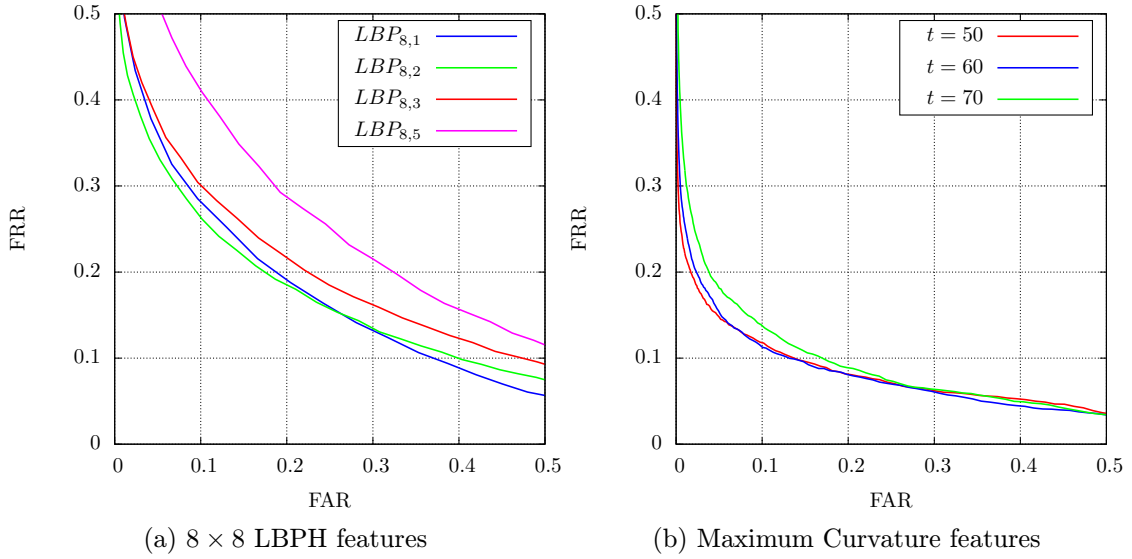 0.5
0.4
0.3
0.2
0.1
0
0 0.1 0.2 0.3 0.4 0.5
FRR
FAR
LBP8,1
LBP8,2
LBP8,3
LBP8,5
(a) 8 × 8 LBPH features
0.5
0.4
0.3
0.2
0.1
0
0 0.1 0.2 0.3 0.4 0.5
FRR
FAR
t = 50
t = 60
t = 70
(b) Maximum Curvature features